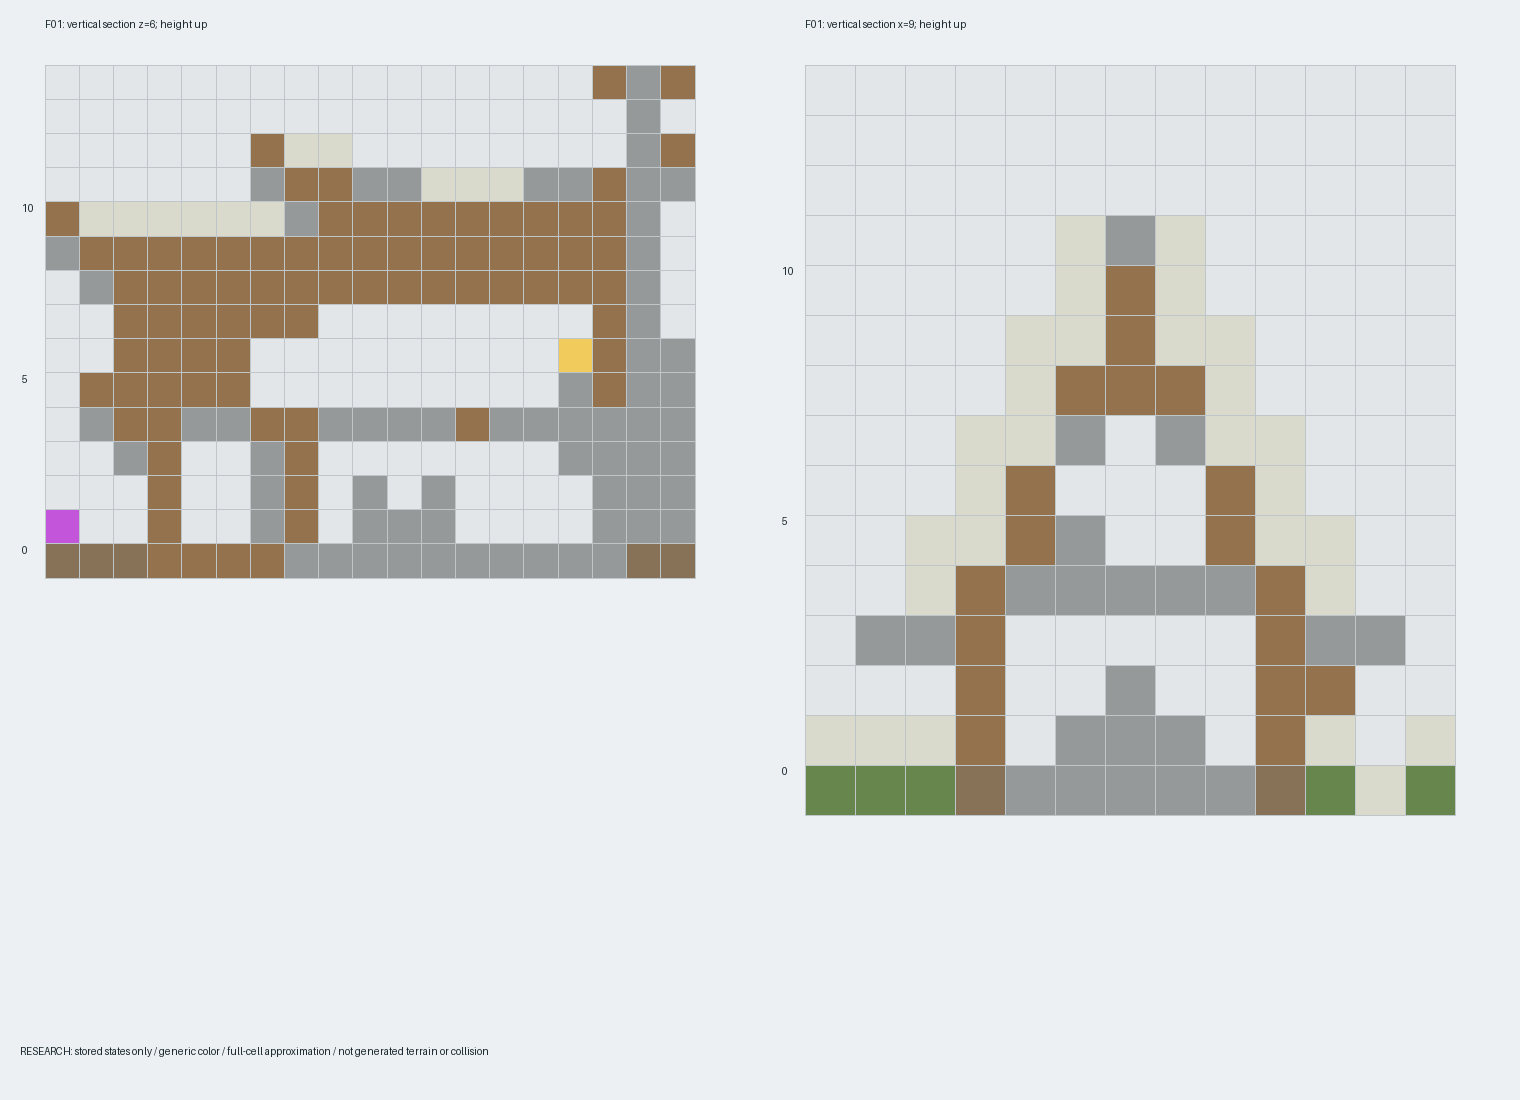 F01: vertical section z=6; height up
F01: vertical section x=9; height up
10
5
0
10
5
0
RESEARCH: stored states only / generic color / full-cell approximation / not generated terrain or collision